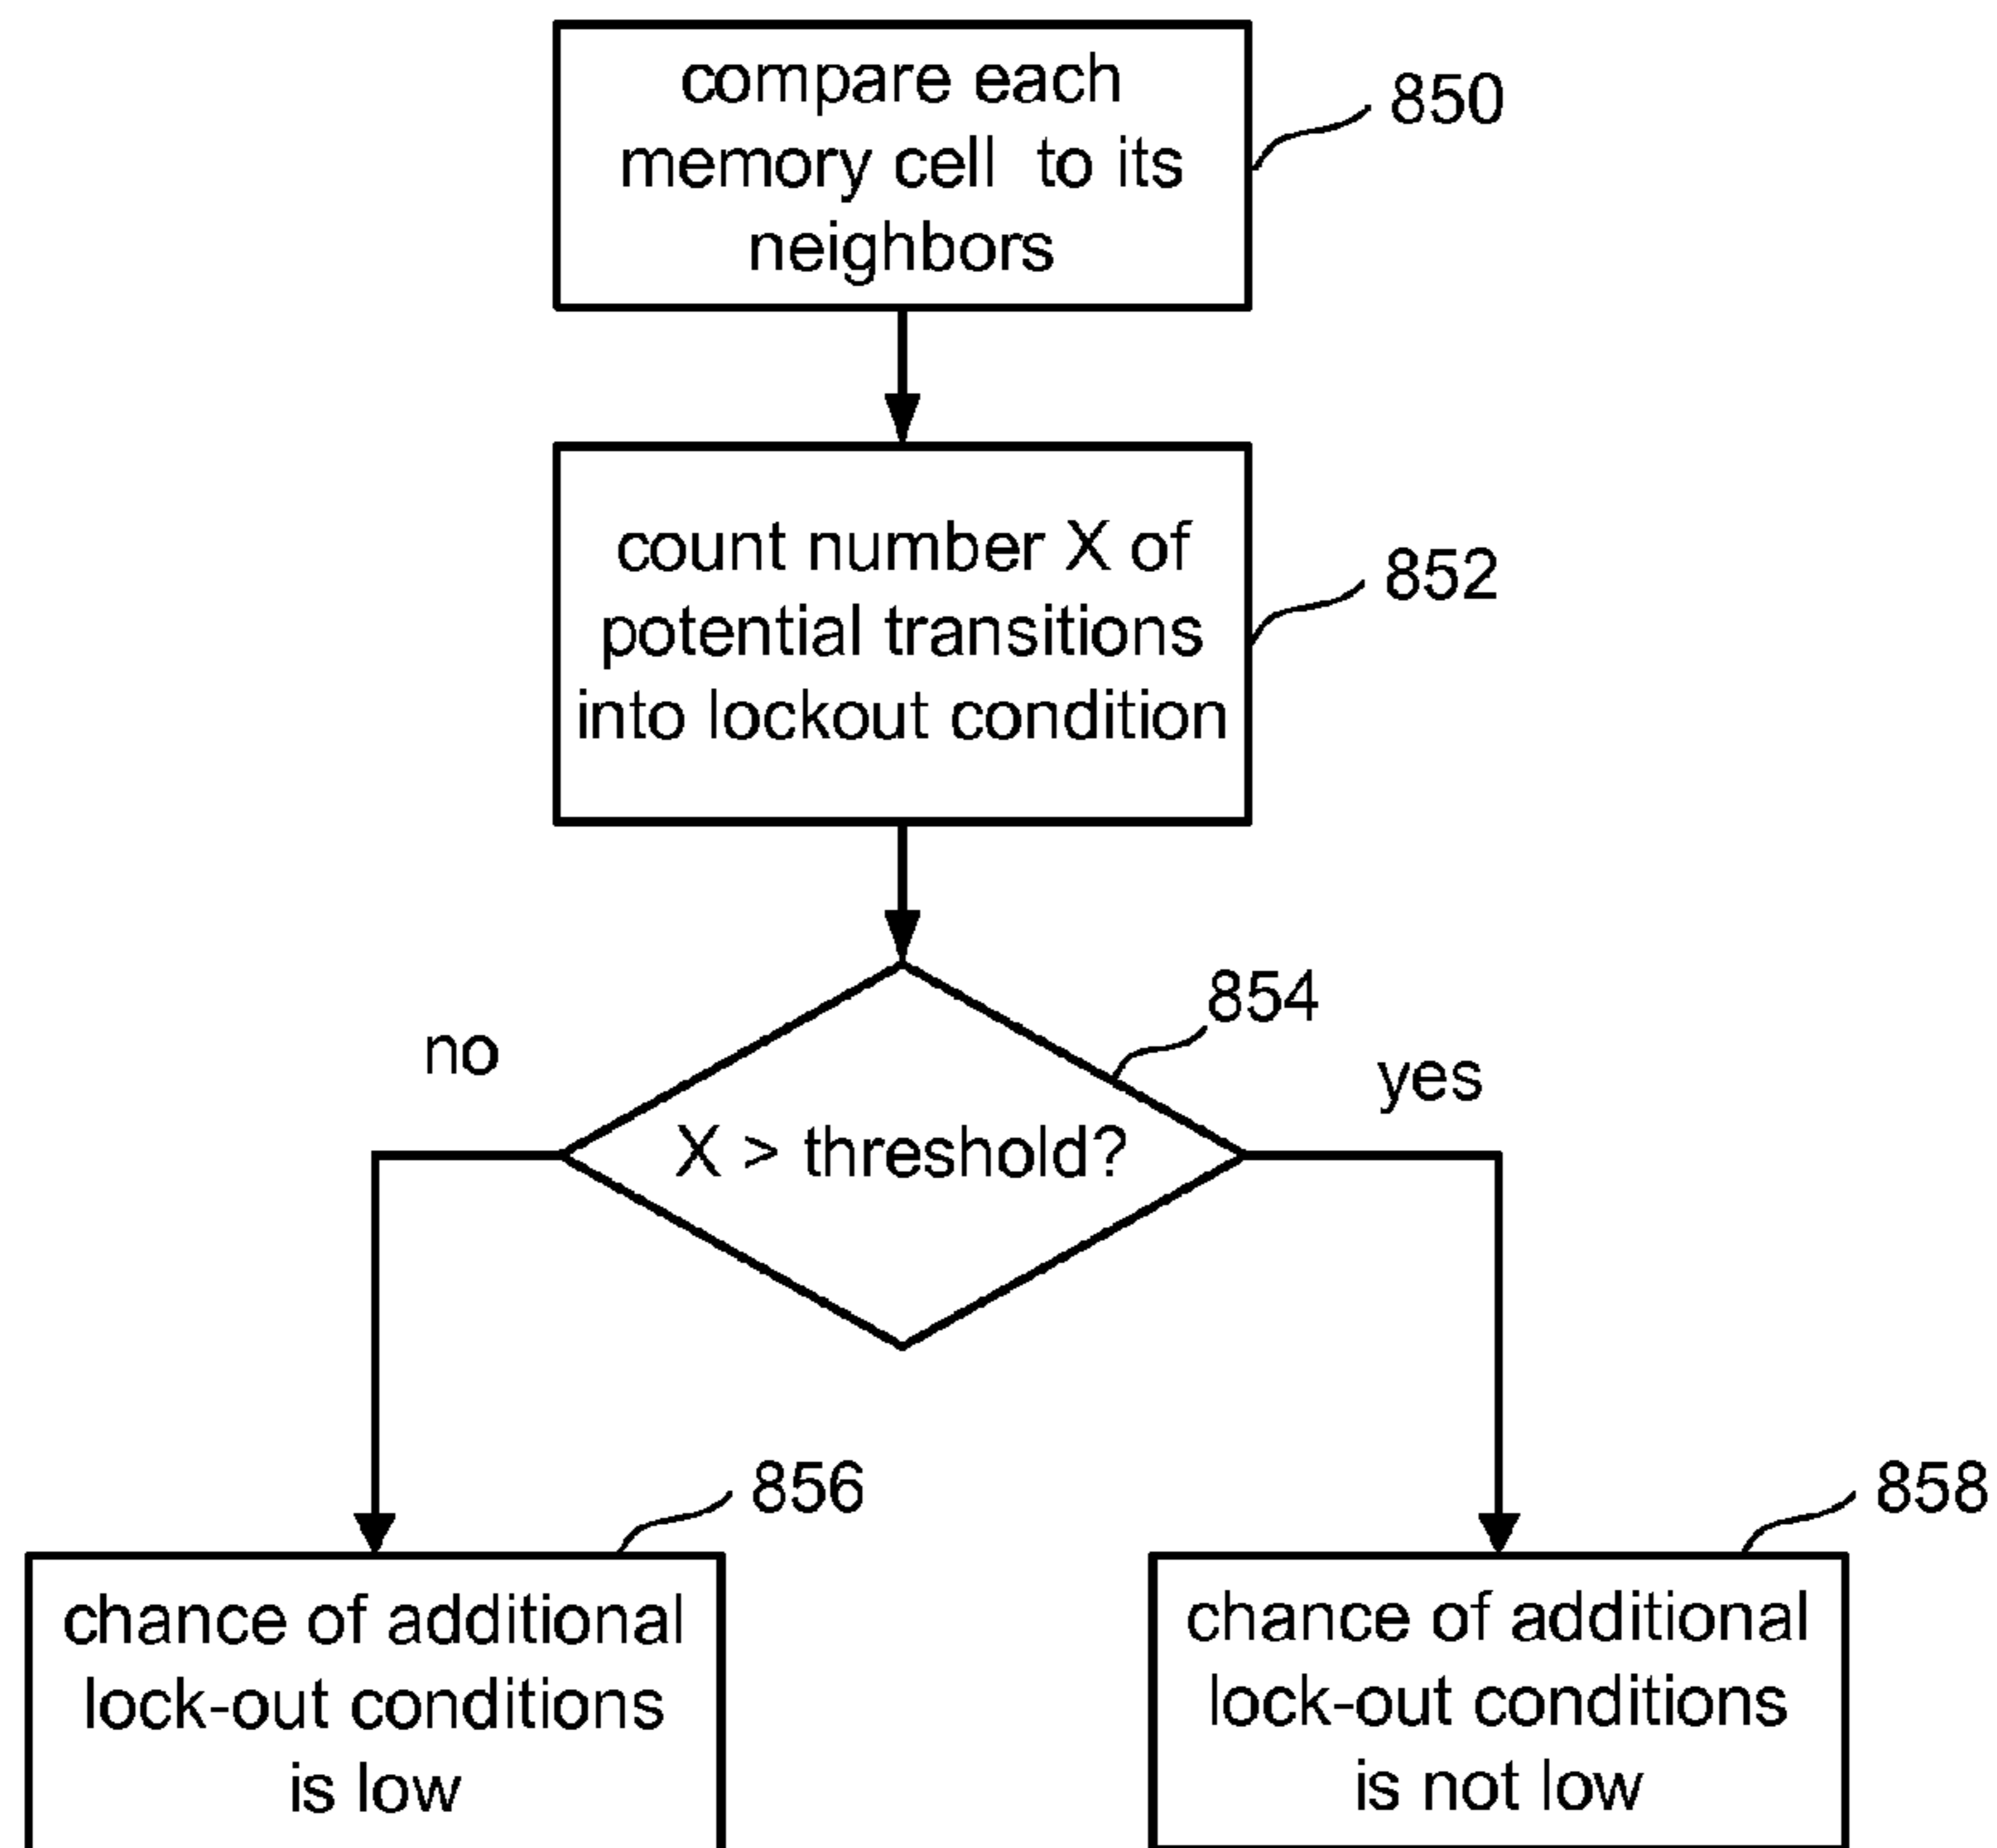 compare each
memory cell to its
neighbors
850
count number X of
potential transitions
into lockout condition
852
854
no
yes
X > threshold?
856
858
chance of additional
lock-out conditions
is low
chance of additional
lock-out conditions
is not low